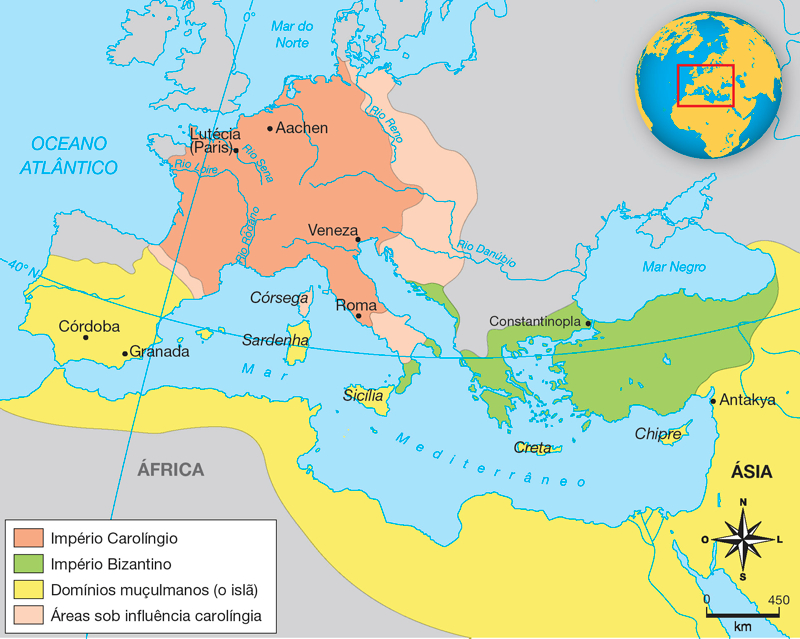 0°
Mar do
Norte
OCEANO
ATLÂNTICO
Aachen
Lutécia
(Paris)
Rio Sena
Rio Loire
Rio Reno
Rio Ródano
Veneza
Rio Danúbio
Mar Negro
40° N
Córsega
Roma
Constantinopla
Córdoba
Granada
Sardenha
Mar
Sicília
Mediterrâneo
Creta
Chipre
Antakya
ÁFRICA
ÁSIA
N
O
L
S
Império Carolíngio
Império Bizantino
Domínios muçulmanos (o islã)
Áreas sob influência carolíngia
0
450
km